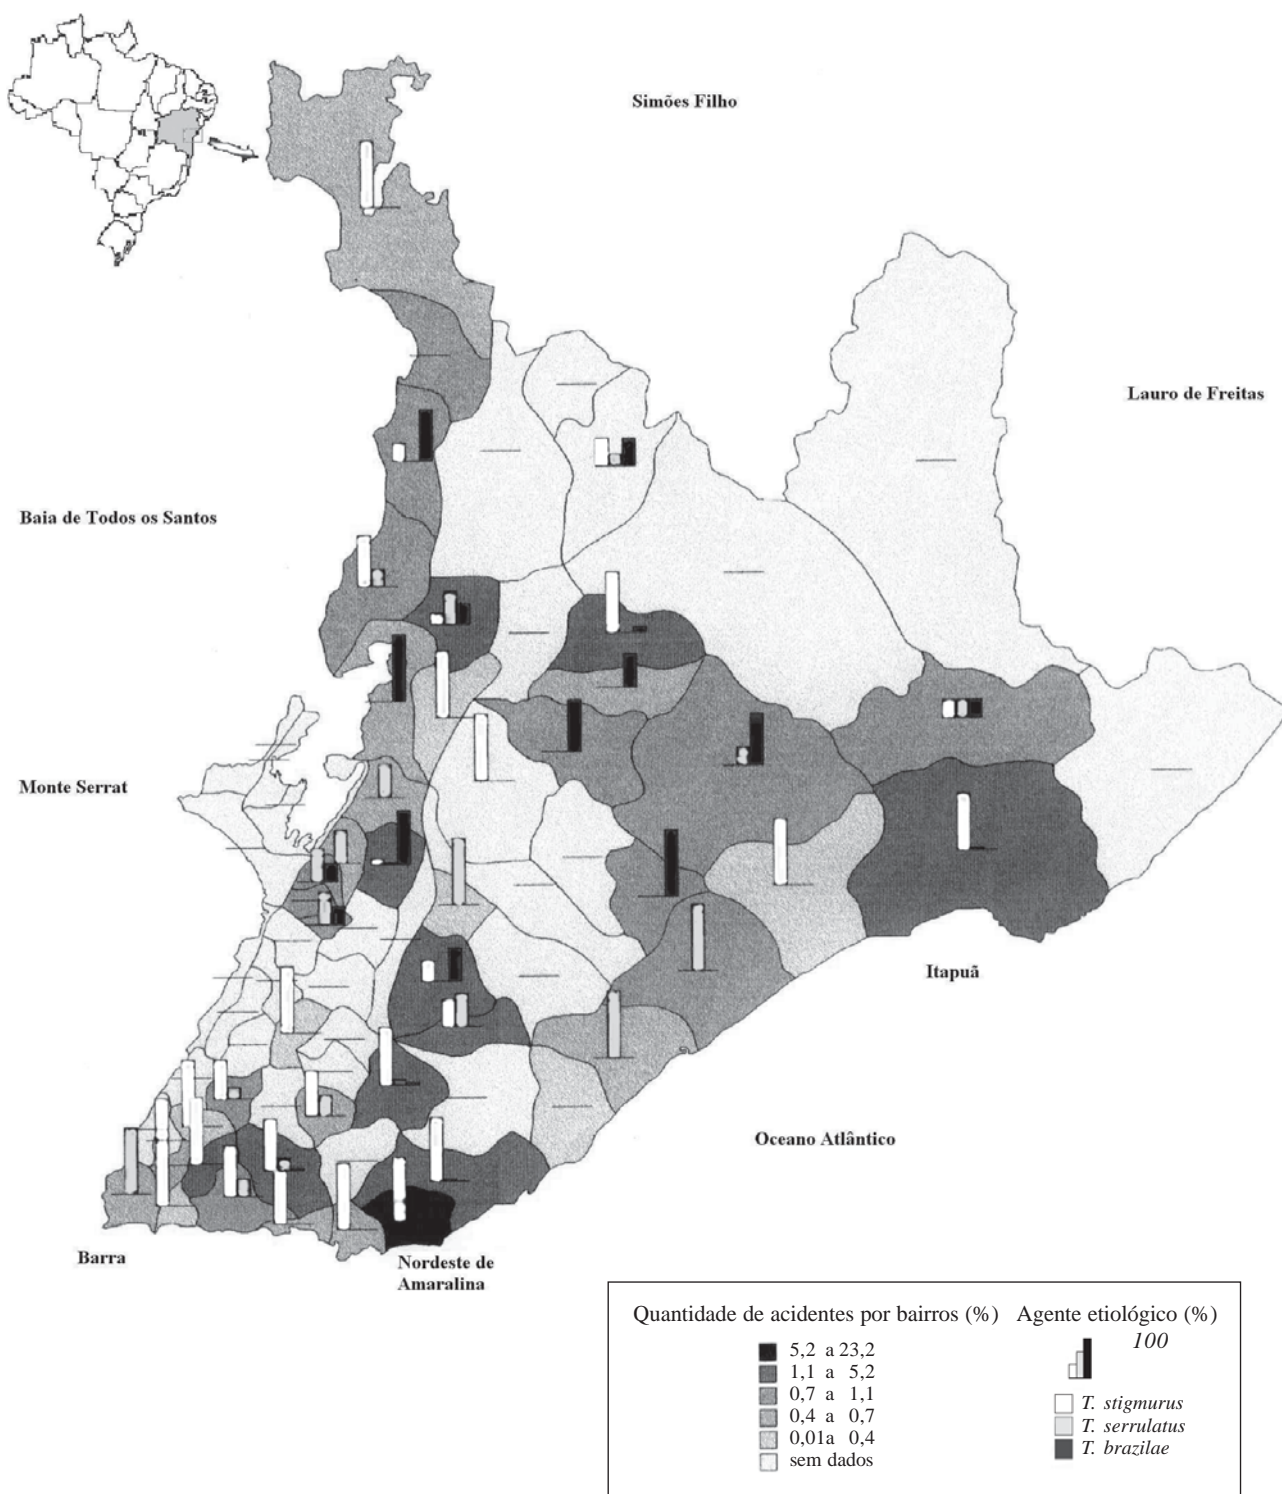 Simões Filho
Lauro de Freitas
Baia de Todos os Santos
Monte Serrat
Itapuã
Oceano Atlântico
Barra
Nordeste de
Amaralina
Quantidade de acidentes por bairros (%)
5,2 a 23,2
1,1 a 5,2
0,7 a 1,1
0,4 a 0,7
0,01a 0,4
sem dados
Agente etiológico (%)
100
T. stigmurus
T. serrulatus
T. brazilae